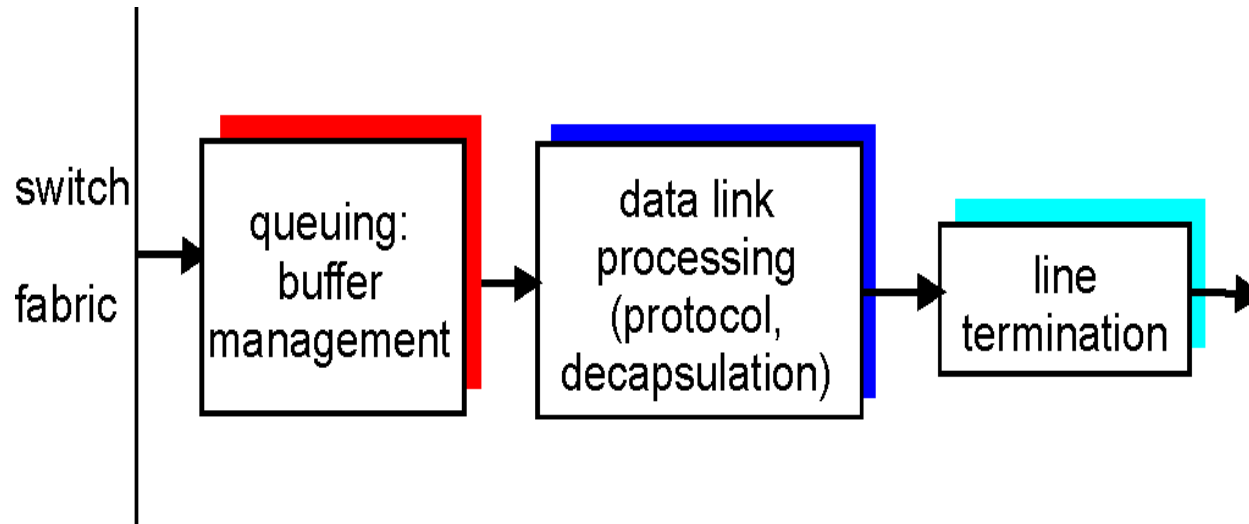 switch
fabric
queuing:
buffer
management
data link
processing
(protocol,
decapsulation)
line
termination